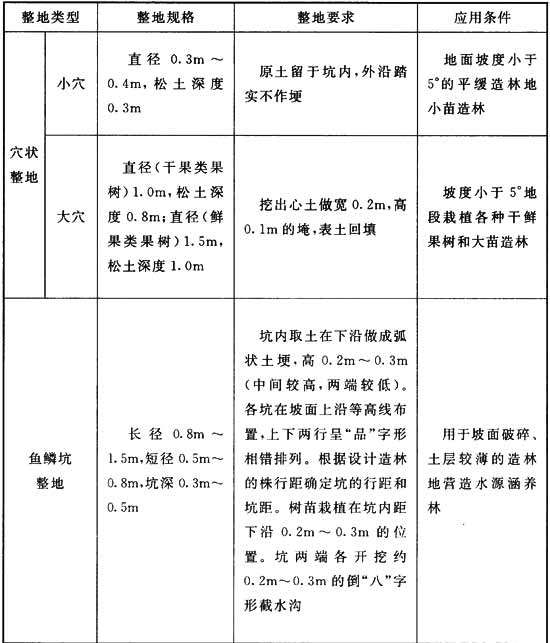 整地类型 整地规格 整地要求 应用条件
穴状
整地
小穴
直径 0.3m～
0.4m,松土深度
0.3m
原土留于坑内,外沿踏
实不作埂
地面坡度小于
5°的平缓造林地
小苗造林
大穴
直径(干果类果
树)1.0m,松土深
度0.8m;直径(鲜
果类果树)1.5m,
松土深度1.0m
挖出心土做宽0.2m,高
0.1m的埯,表土回填
坡度小于5°地
段栽植各种干鲜
果树和大苗造林
鱼鳞坑
整地
长径 0.8m～
1.5m,短径0.5m～
0.8m,坑深0.3m～
0.5m
坑内取土在下沿做成弧
状土埂,高0.2m～0.3m
(中间较高,两端较低)。
各坑在坡面上沿等高线布
置,上下两行呈“品”字形
相错排列。根据设计造林
的株行距确定坑的行距和
坑距。树苗栽植在坑内距
下沿0.2m～0.3m的位
置。坑两端各开挖约
0.2m～0.3m的倒“八”字
形截水沟
用于坡面破碎、
土层较薄的造林
地营造水源涵养
林